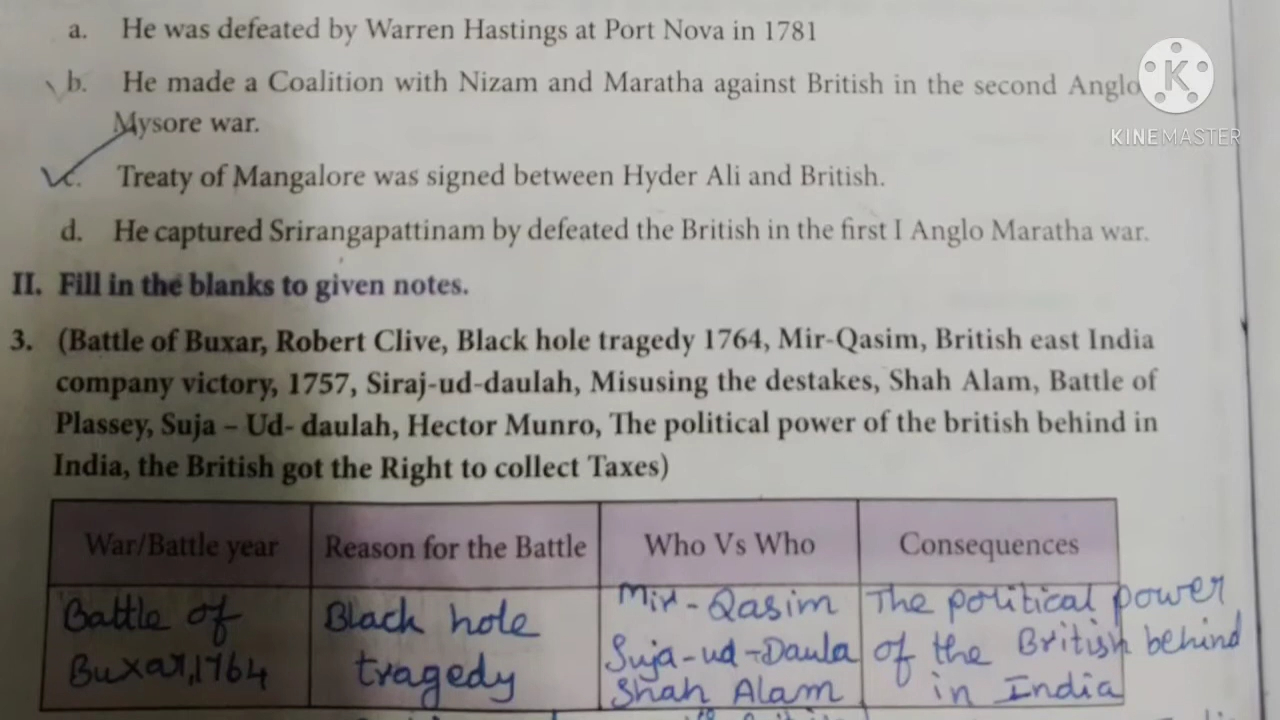 a. He was defeated by Warren Hastings at Port Nova in 1781
b. He made a Coalition with Nizam and Maratha against British in the second Anglo
Mysore war.
c. Treaty of Mangalore was signed between Hyder Ali and British.
d. He captured Srirangapattinam by defeated the British in the first I Anglo Maratha war.
K
KINEMASTER
II. Fill in the blanks to given notes.
3. (Battle of Buxar, Robert Clive, Black hole tragedy 1764, Mir-Qasim, British east India
company victory, 1757, Siraj-ud-daulah, Misusing the destakes, Shah Alam, Battle of
Plassey, Suja – Ud- daulah, Hector Munro, The political power of the british behind in
India, the British got the Right to collect Taxes)
War/Battle year
Reason for the Battle
Who Vs Who
Consequences
Battle of
Buxar,1764
Black hole
tragedy
Mir-Qasim
Suja-ud-Daula
Shah Alam
The political power
of the British behind
in India